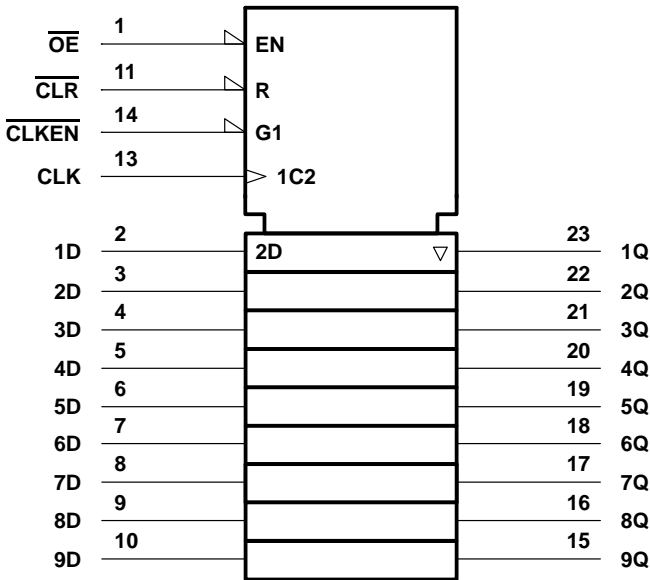 OE 1 EN
CLR 11 R
CLKEN 14 G1
CLK 13 1C2
1D 2 2D 23 1Q
2D 3 22 2Q
3D 4 21 3Q
4D 5 20 4Q
5D 6 19 5Q
6D 7 18 6Q
7D 8 17 7Q
8D 9 16 8Q
9D 10 15 9Q